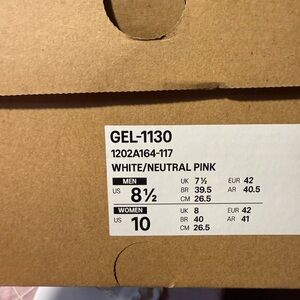 GEL-1130
1202A164-117
WHITE/NEUTRAL PINK
MEN UK 7½ EUR 42
US 8½ BR 39.5 AR 40.5
CM 26.5
WOMEN UK 8 EUR 42
US 10 BR 40 AR 41
CM 26.5